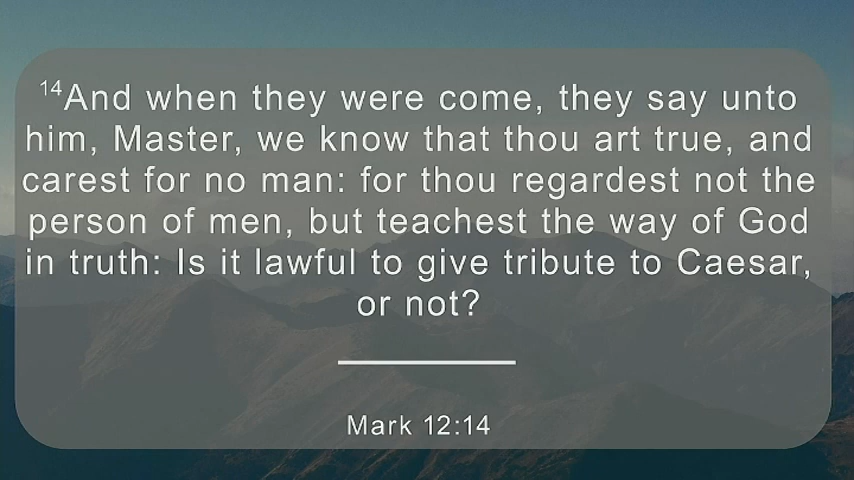 14And when they were come, they say unto
him, Master, we know that thou art true, and
carest for no man: for thou regardest not the
person of men, but teachest the way of God
in truth: Is it lawful to give tribute to Caesar,
or not?
Mark 12:14